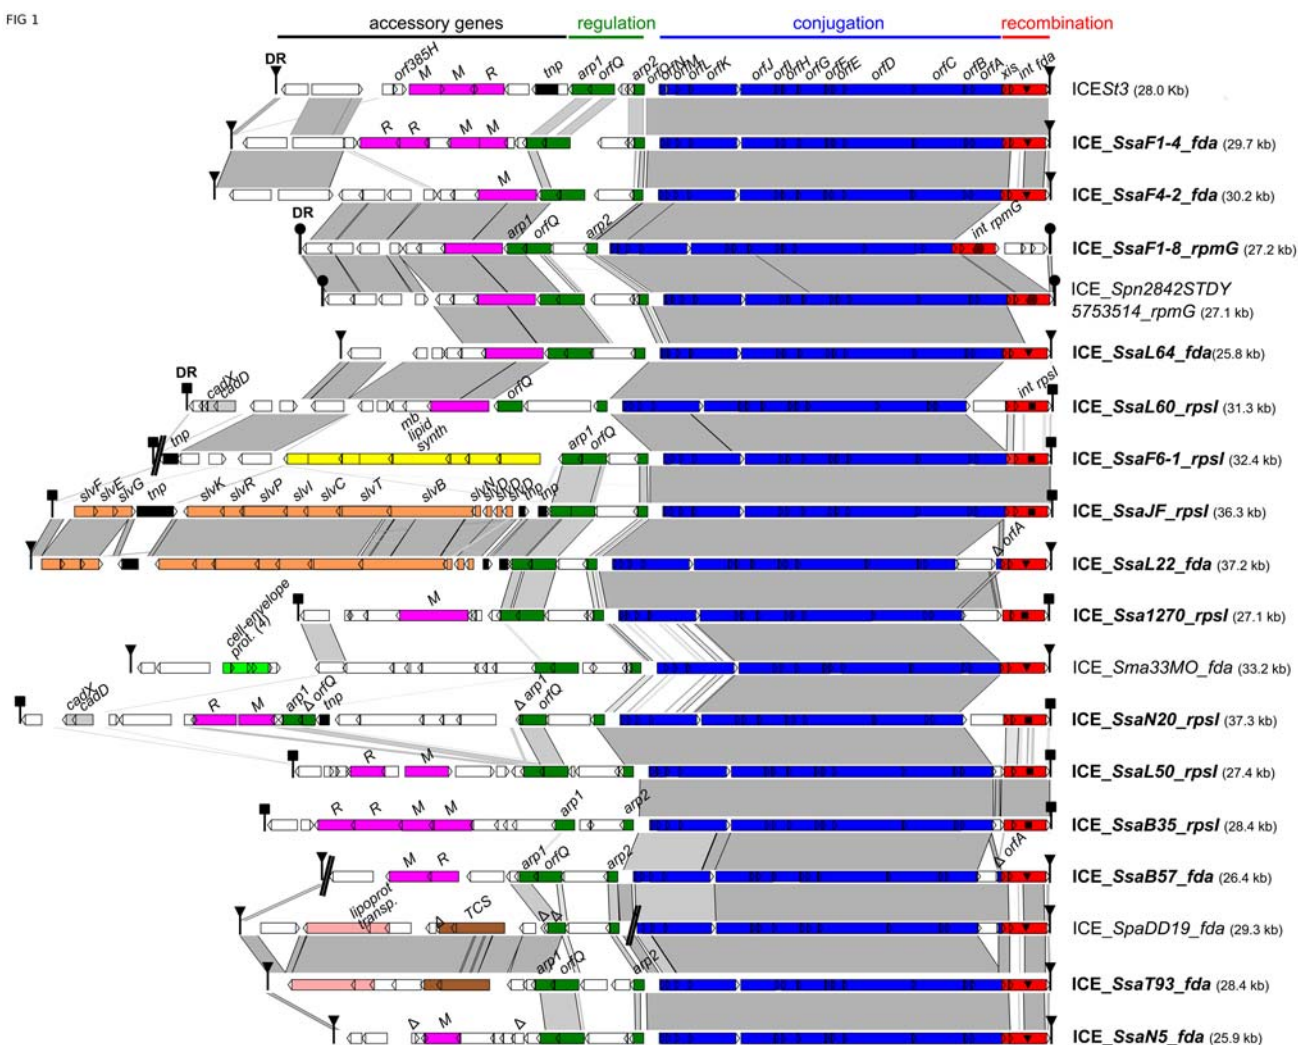 FIG 1
accessory genes regulation conjugation recombination
DR orf385H M M R tnp arp1 orfQ arp2 orfO orfN orfM orfL orfK orfJ orfI orfH orfG orfF orfE orfD orfC orfB orfA xis int fda
ICESt3 (28.0 Kb)
R R M M
ICE_SsaF1-4_fda (29.7 kb)
M
ICE_SsaF4-2_fda (30.2 kb)
DR arp1 orfQ arp2 int rpmG
ICE_SsaF1-8_rpmG (27.2 kb)
ICE_Spn2842STDY
5753514_rpmG (27.1 kb)
ICE_SsaL64_fda(25.8 kb)
DR cadX cadD orfQ int rpsI
ICE_SsaL60_rpsI (31.3 kb)
tnp mb lipid synth arp1 orfQ
ICE_SsaF6-1_rpsI (32.4 kb)
slvF slvE slvG tnp slvK slvR slvP slvI slvC slvT slvB slvN slvD slvD slvD tnp tnp
ICE_SsaJF_rpsI (36.3 kb)
Δ orfA
ICE_SsaL22_fda (37.2 kb)
M
ICE_Ssa1270_rpsI (27.1 kb)
cell-envelope
prot. (4)
ICE_Sma33MO_fda (33.2 kb)
cadX cadD R M arp1 Δ orfQ tnp Δ arp1 orfQ
ICE_SsaN20_rpsI (37.3 kb)
R M
ICE_SsaL50_rpsI (27.4 kb)
R R M M arp1 arp2
ICE_SsaB35_rpsI (28.4 kb)
M R arp1 orfQ arp2 Δ orfA
ICE_SsaB57_fda (26.4 kb)
lipoprot
transp. Δ TCS Δ Δ
ICE_SpaDD19_fda (29.3 kb)
arp1 orfQ arp2
ICE_SsaT93_fda (28.4 kb)
Δ M Δ
ICE_SsaN5_fda (25.9 kb)